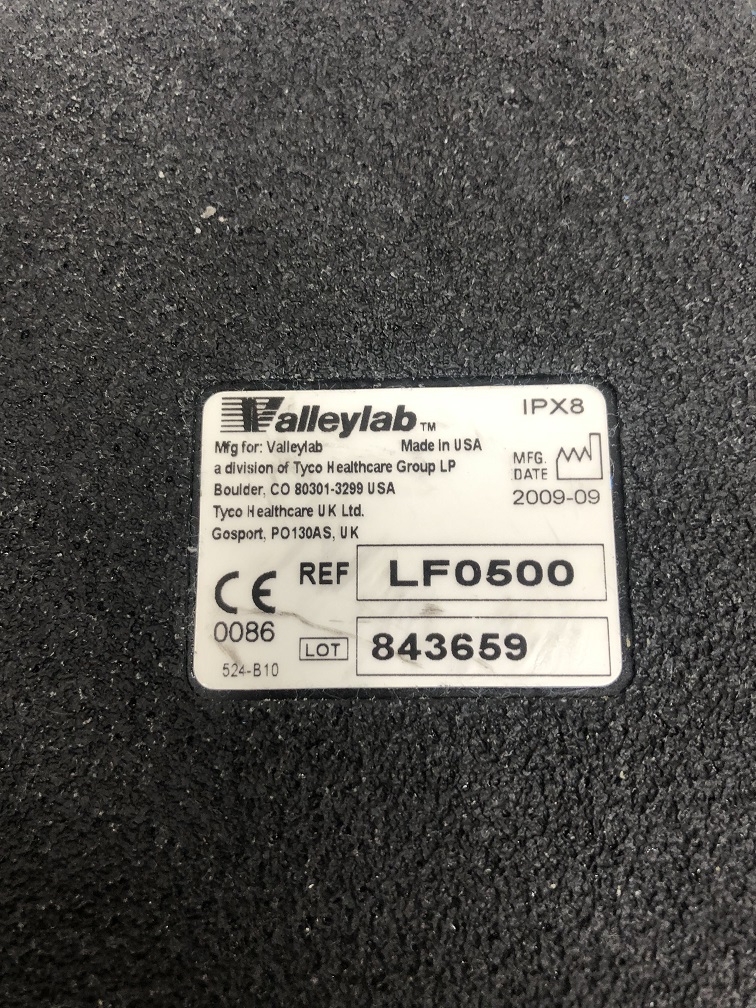 Valleylab™ IPX8
Mfg for: Valleylab Made in USA
a division of Tyco Healthcare Group LP
Boulder, CO 80301-3299 USA
Tyco Healthcare UK Ltd.
Gosport, PO130AS, UK
MFG.
DATE
2009-09
CE
0086
524-B10
REF LF0500
LOT 843659